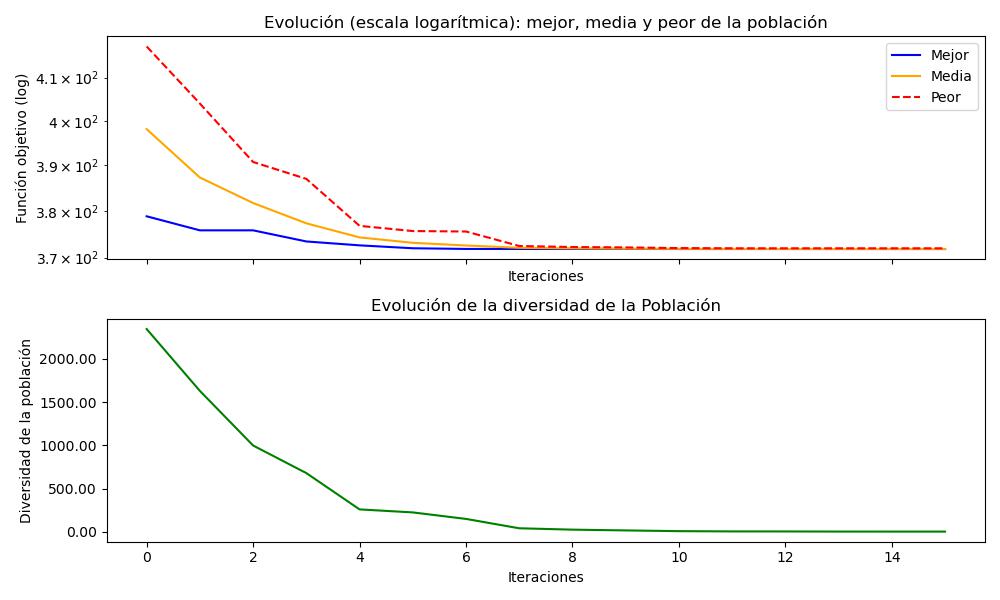 Evolución (escala logarítmica): mejor, media y peor de la población
Función objetivo (log)
4.1 × 10²
4 × 10²
3.9 × 10²
3.8 × 10²
3.7 × 10²
Mejor
Media
Peor
Iteraciones
Evolución de la diversidad de la Población
Diversidad de la población
2000.00
1500.00
1000.00
500.00
0.00
0 2 4 6 8 10 12 14
Iteraciones